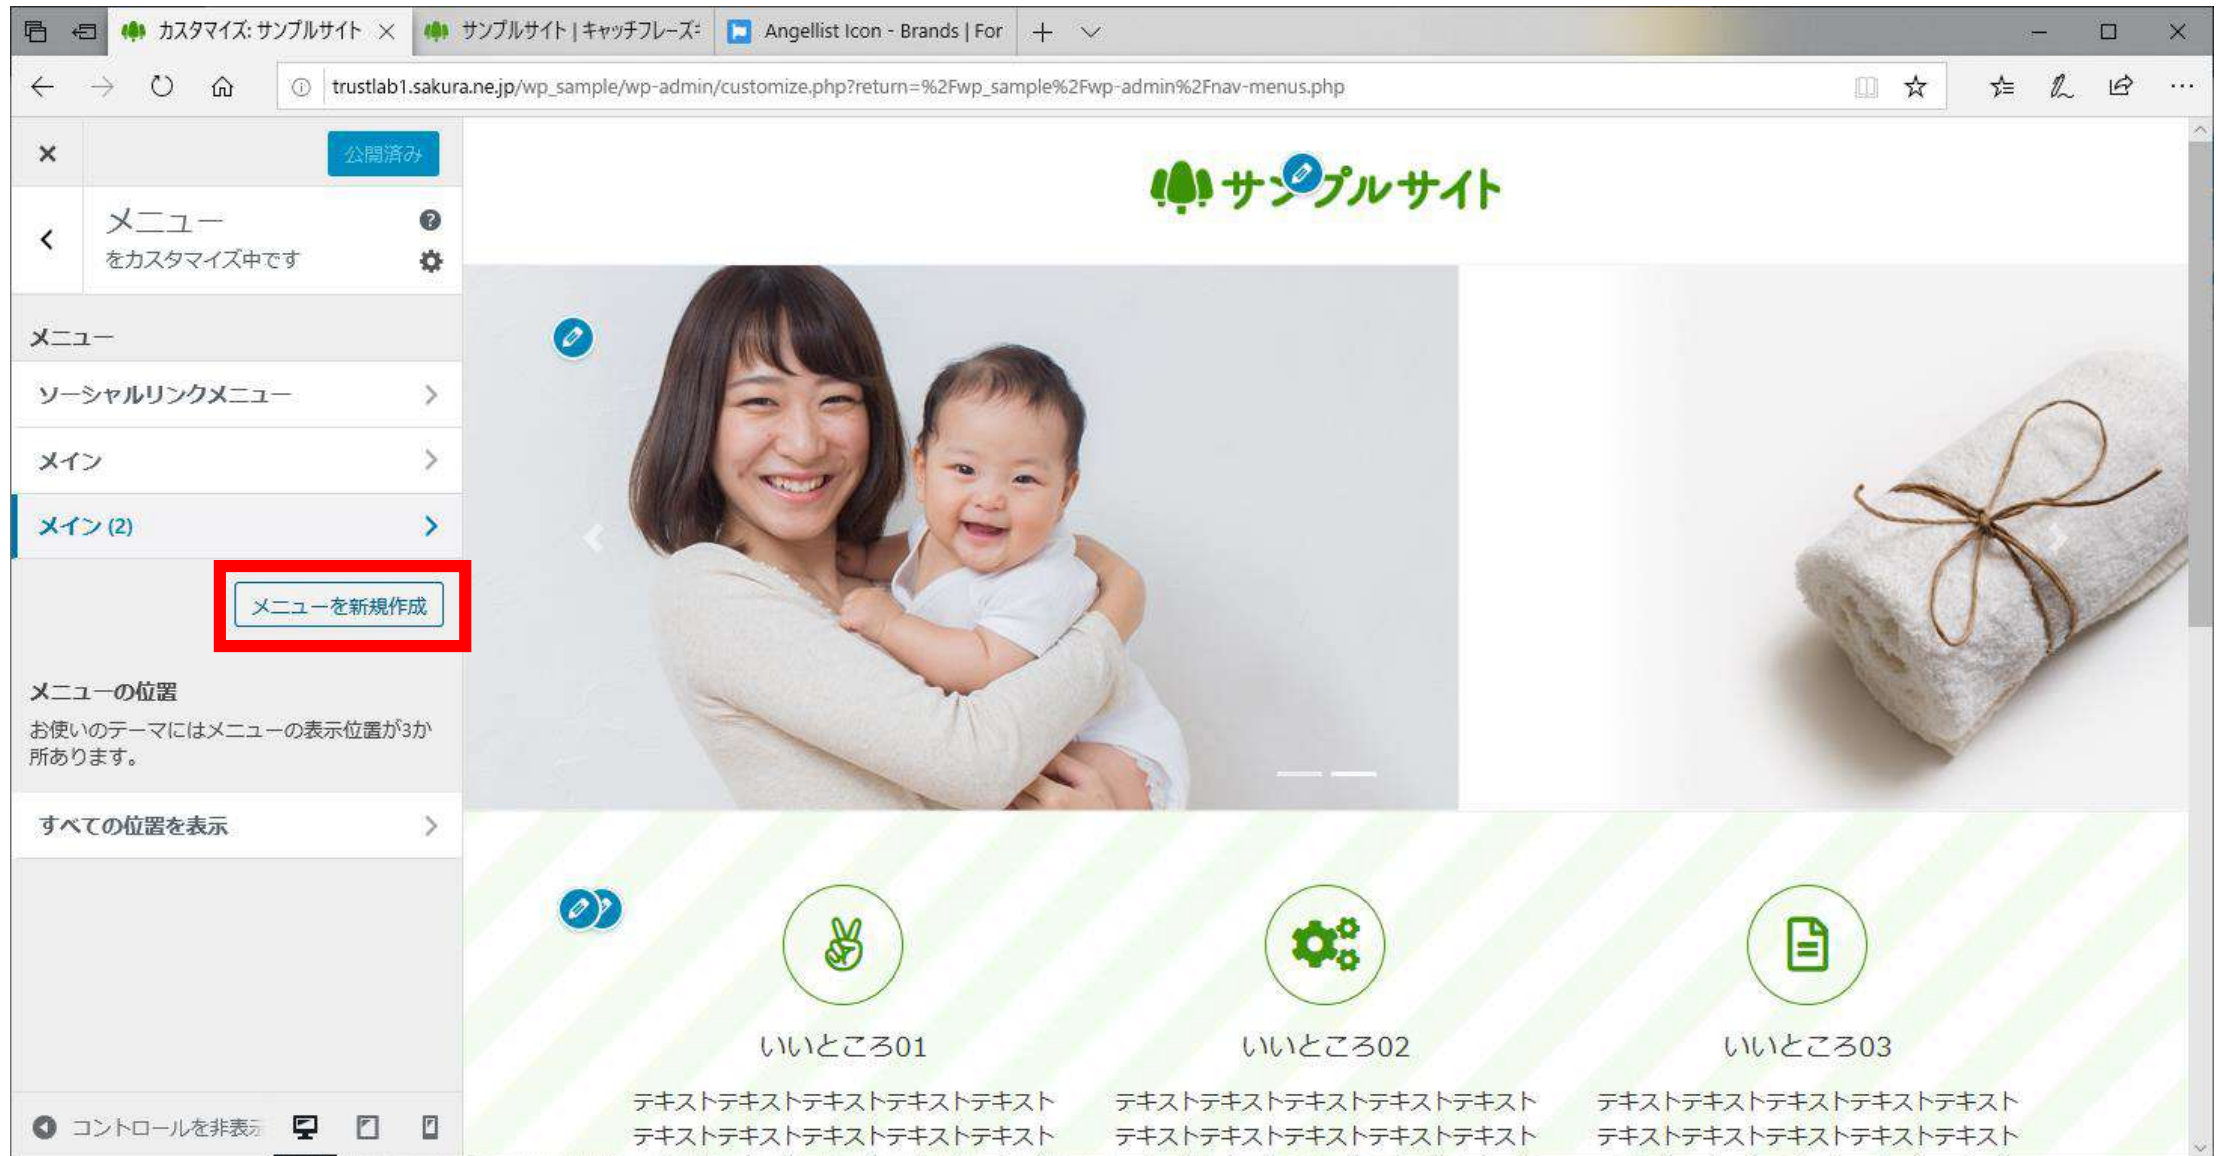 カスタマイズ: サンプルサイト
サンプルサイト | キャッチフレーズ
Angellist Icon - Brands | For
trustlab1.sakura.ne.jp/wp_sample/wp-admin/customize.php?return=%2Fwp_sample%2Fwp-admin%2Fnav-menus.php
公開済み
メニュー
をカスタマイズ中です
メニュー
ソーシャルリンクメニュー
メイン
メイン (2)
メニューを新規作成
メニューの位置
お使いのテーマにはメニューの表示位置が3か
所あります。
すべての位置を表示
コントロールを非表示
サンプルサイト
いいところ01
テキストテキストテキストテキストテキスト
テキストテキストテキストテキストテキスト
いいところ02
テキストテキストテキストテキストテキスト
テキストテキストテキストテキストテキスト
いいところ03
テキストテキストテキストテキストテキスト
テキストテキストテキストテキストテキスト